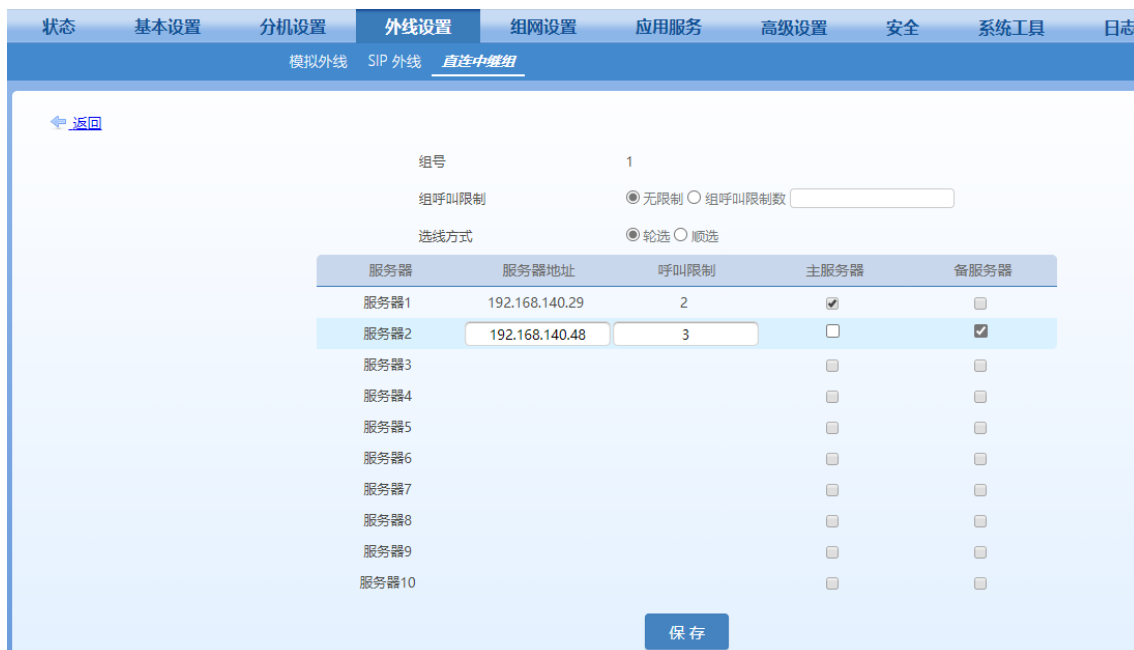 状态 基本设置 分机设置 外线设置 组网设置 应用服务 高级设置 安全 系统工具 日志
模拟外线 SIP 外线 直连中继组
返回
组号 1
组呼叫限制 无限制 组呼叫限制数
选线方式 轮选 顺选
服务器 服务器地址 呼叫限制 主服务器 备服务器
服务器1 192.168.140.29 2
服务器2 192.168.140.48 3
服务器3
服务器4
服务器5
服务器6
服务器7
服务器8
服务器9
服务器10
保存